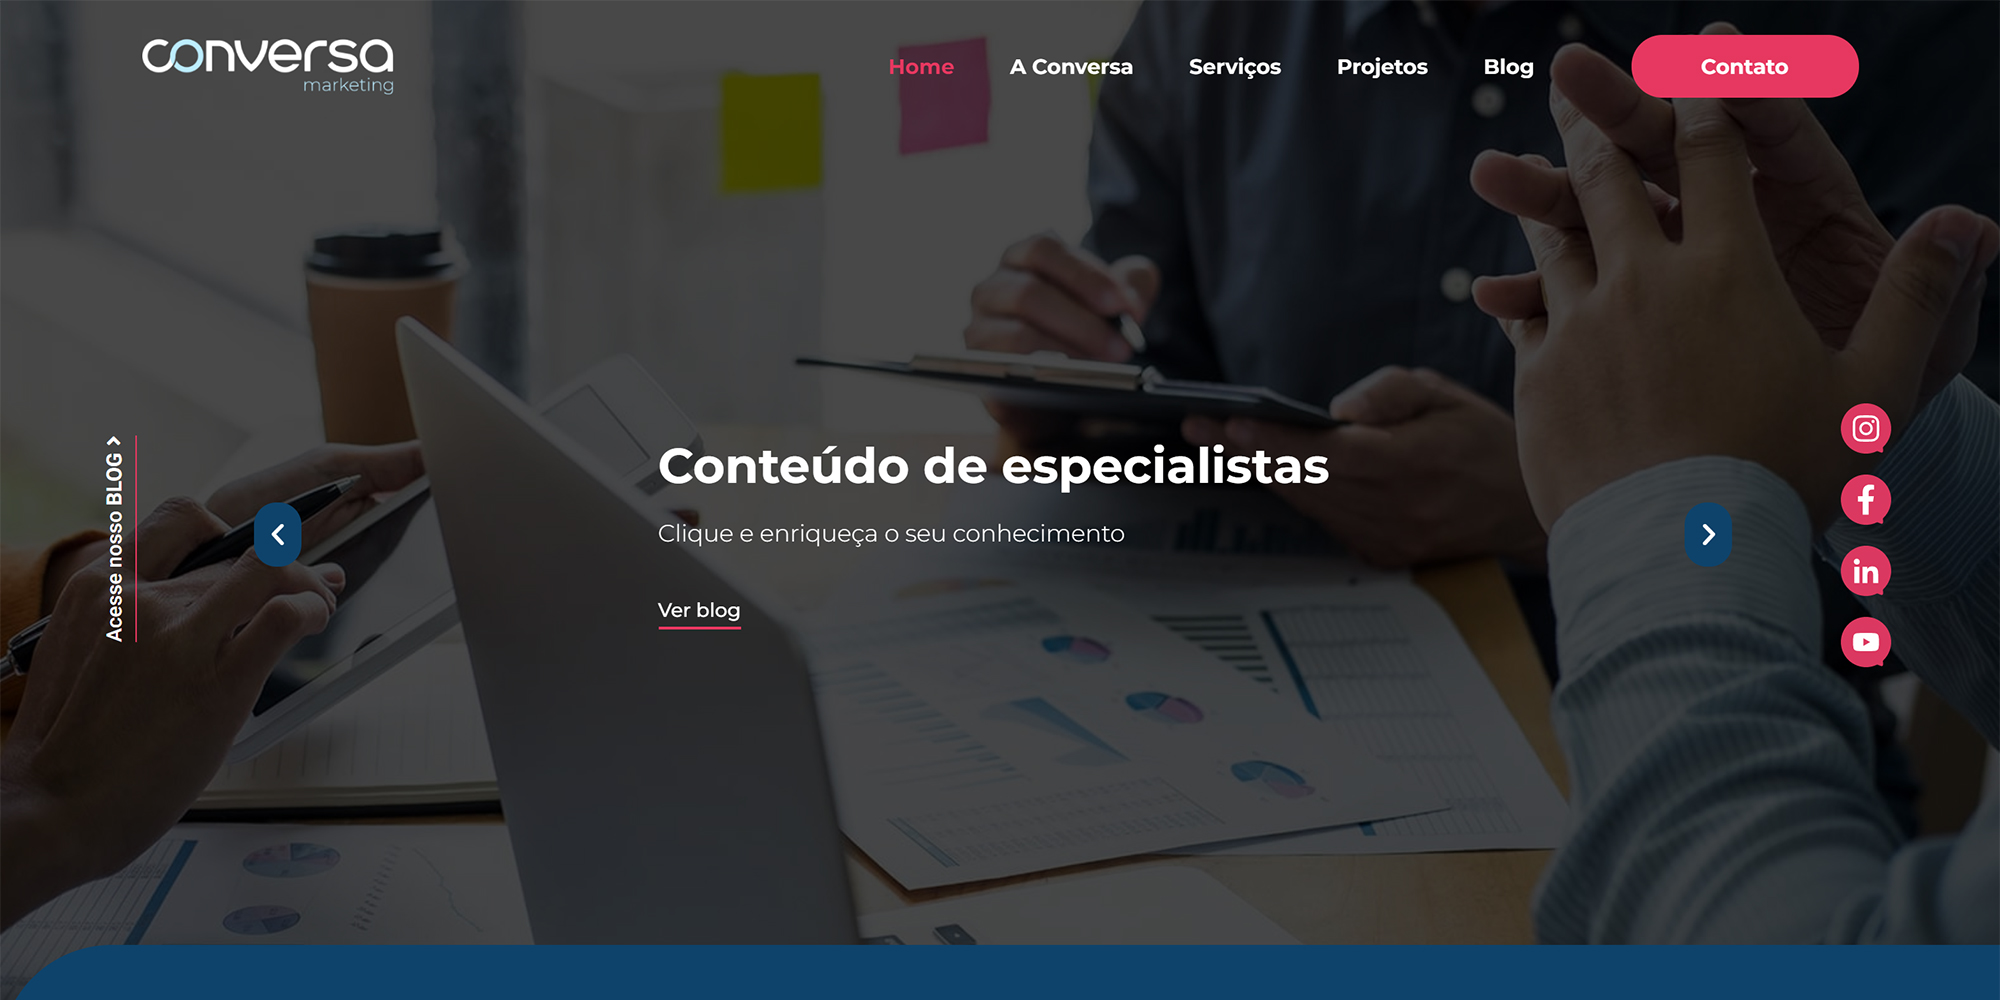 conversa
marketing
Home
A Conversa
Serviços
Projetos
Blog
Contato
Acesse nosso BLOG
Conteúdo de especialistas
Clique e enriqueça o seu conhecimento
Ver blog
in